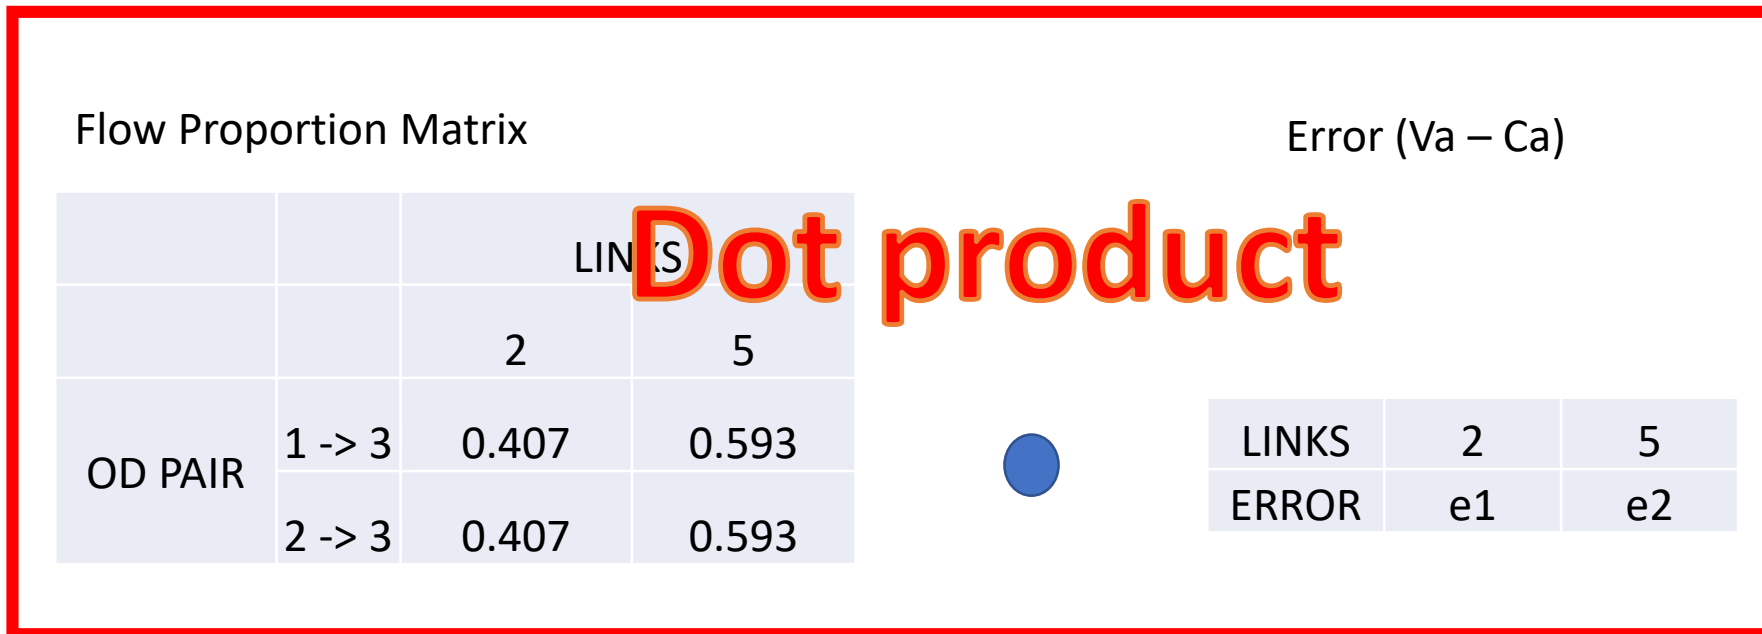 Flow Proportion Matrix
Error (Va – Ca)
Dot product
LINKS
2 5
OD PAIR
1 -> 3 0.407 0.593
2 -> 3 0.407 0.593
LINKS 2 5
ERROR e1 e2